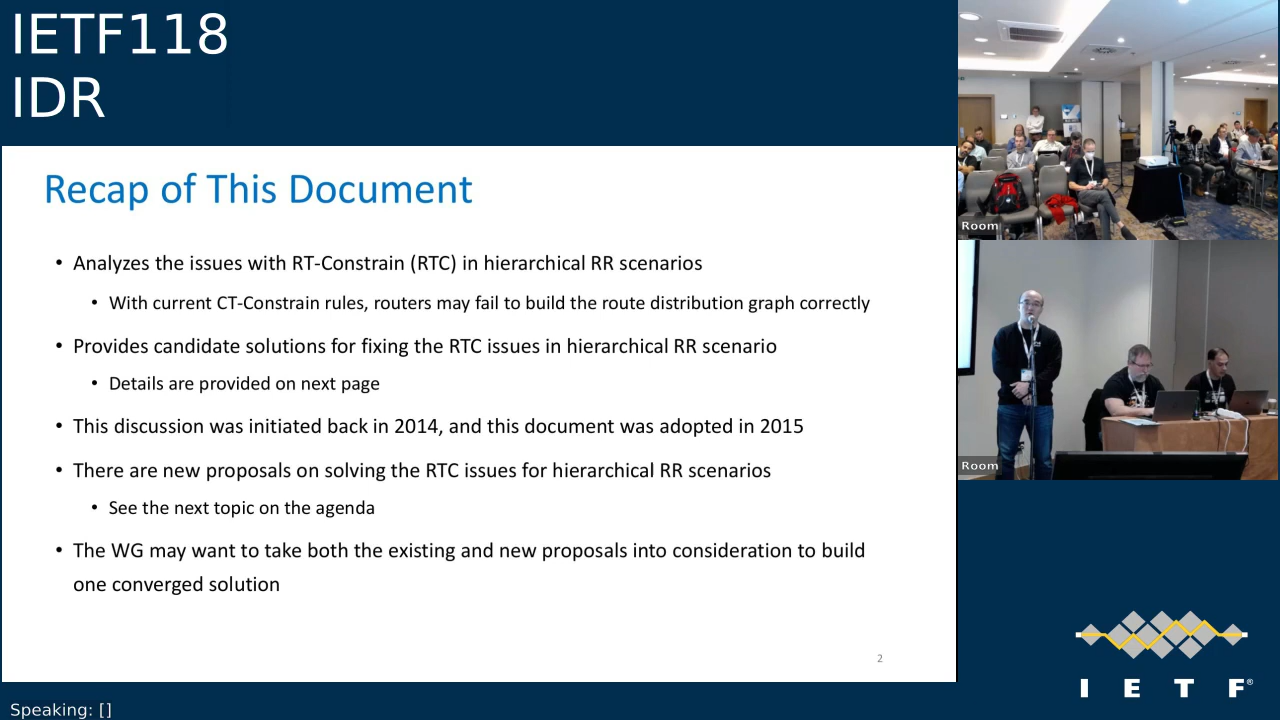 IETF118
IDR
Recap of This Document
• Analyzes the issues with RT-Constrain (RTC) in hierarchical RR scenarios
• With current CT-Constrain rules, routers may fail to build the route distribution graph correctly
• Provides candidate solutions for fixing the RTC issues in hierarchical RR scenario
• Details are provided on next page
• This discussion was initiated back in 2014, and this document was adopted in 2015
• There are new proposals on solving the RTC issues for hierarchical RR scenarios
• See the next topic on the agenda
• The WG may want to take both the existing and new proposals into consideration to build
one converged solution
2
Room
Room
I E T F®
Speaking: []